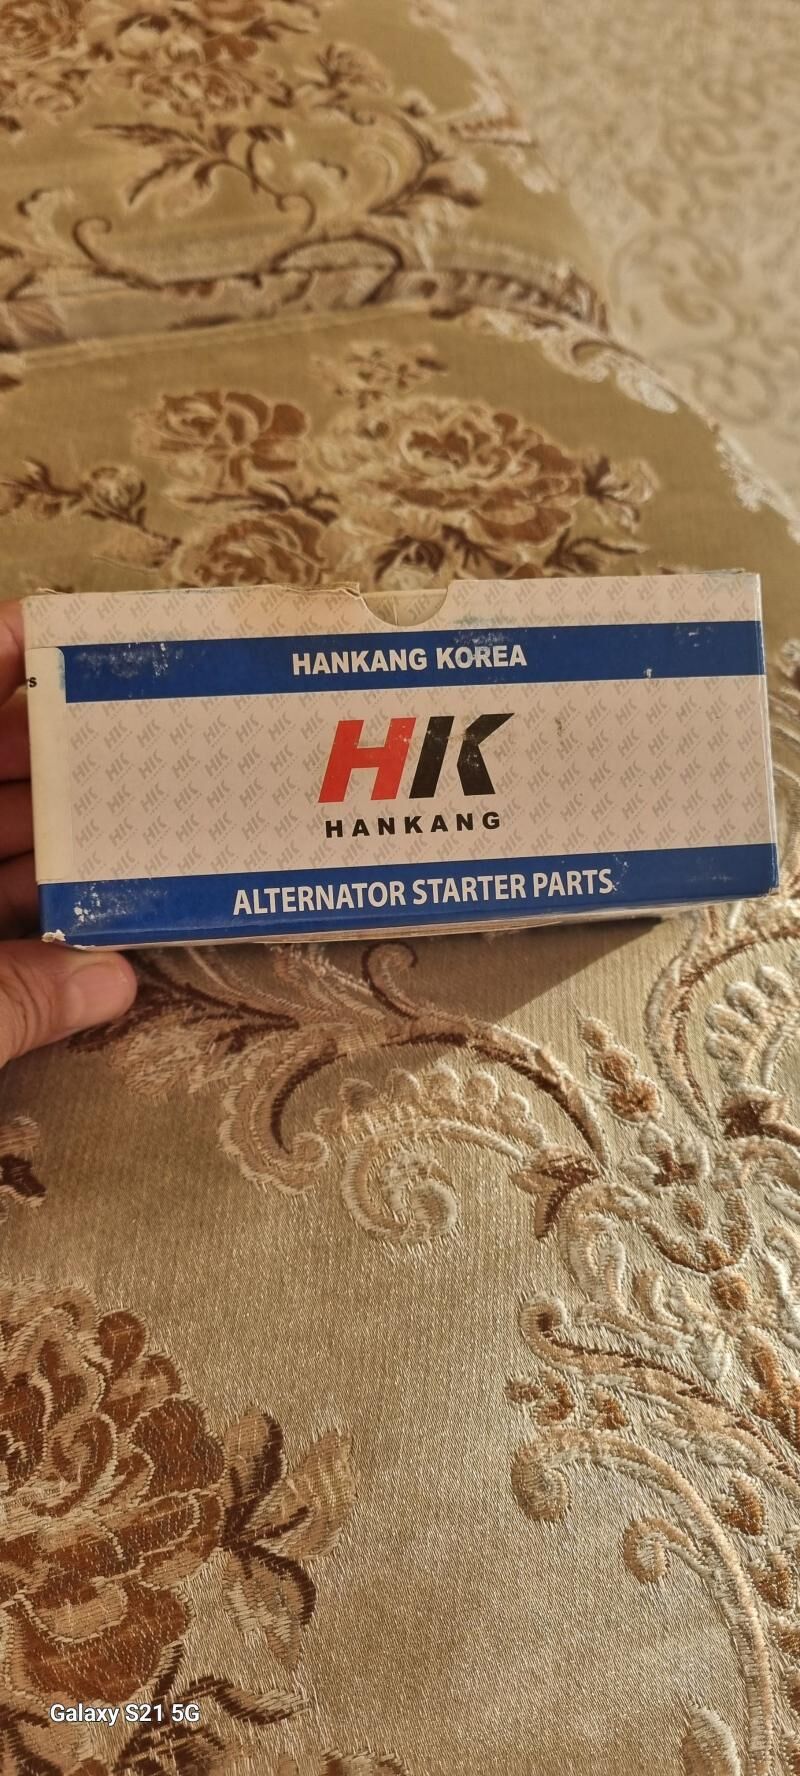 HANKANG KOREA
HK
HANKANG
ALTERNATOR STARTER PARTS
Galaxy S21 5G